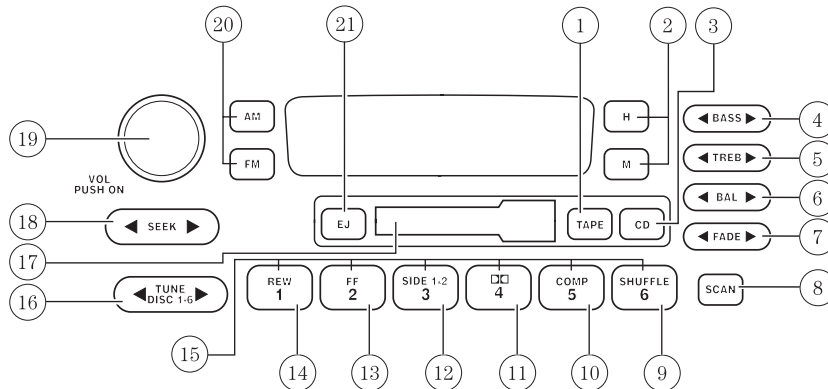 20
21
1
2
3
AM
H
◀ BASS ▶
4
19
FM
M
◀ TREB ▶
5
VOL
PUSH ON
◀ BAL ▶
6
18
◀ SEEK ▶
EJ
TAPE
CD
◀ FADE ▶
7
17
16
◀ TUNE ▶
DISC 1-6
REW
1
FF
2
SIDE 1-2
3
4
COMP
5
SHUFFLE
6
SCAN
8
15
14
13
12
11
10
9